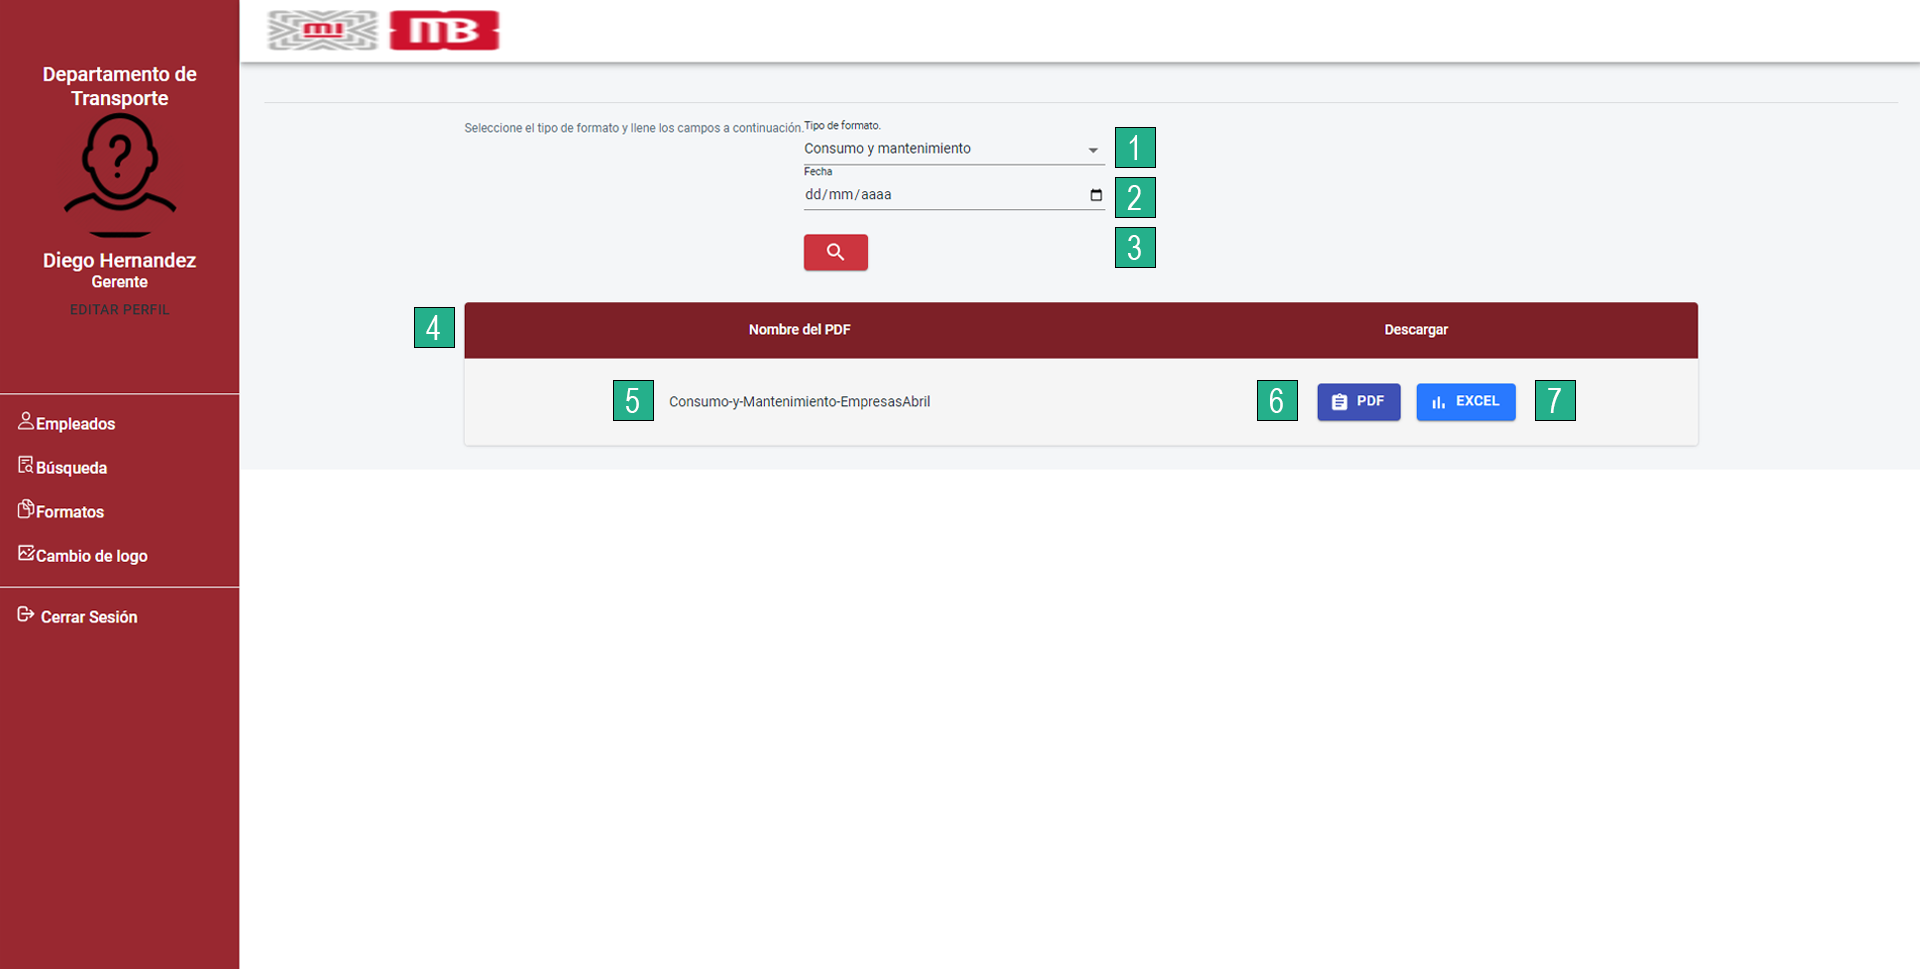 MI
MB
Departamento de
Transporte
Diego Hernandez
Gerente
EDITAR PERFIL
Empleados
Búsqueda
Formatos
Cambio de logo
Cerrar Sesión
Seleccione el tipo de formato y llene los campos a continuación.
Tipo de formato.
Consumo y mantenimiento
1
Fecha
dd/mm/aaaa
2
3
4
Nombre del PDF Descargar
5 Consumo-y-Mantenimiento-EmpresasAbril 6 PDF EXCEL 7